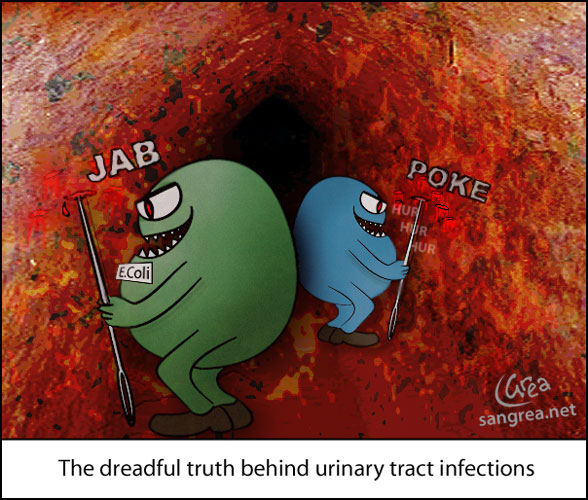 JAB
POKE
HUR
HUR
HUR
E.Coli
Grea
sangrea.net
The dreadful truth behind urinary tract infections